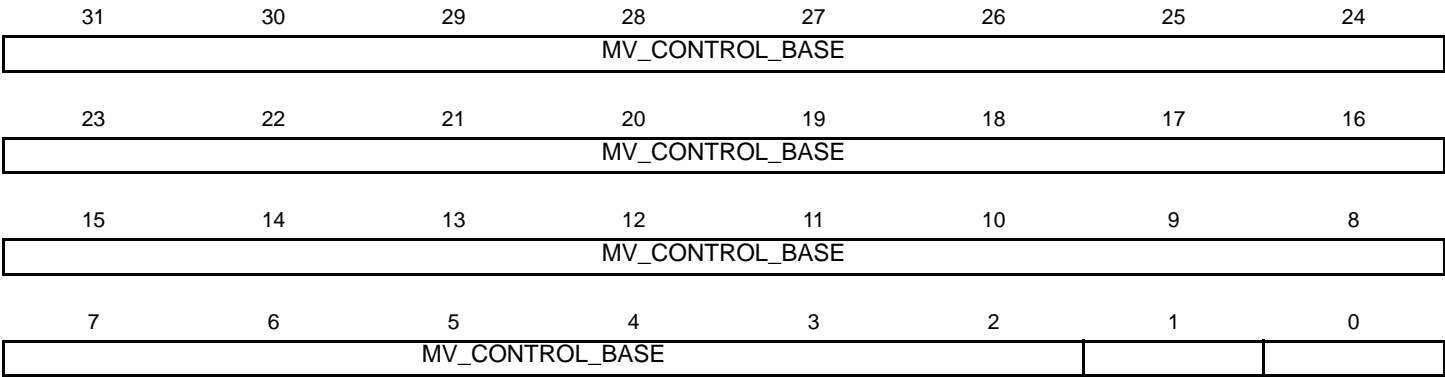 31 30 29 28 27 26 25 24
MV_CONTROL_BASE
23 22 21 20 19 18 17 16
MV_CONTROL_BASE
15 14 13 12 11 10 9 8
MV_CONTROL_BASE
7 6 5 4 3 2 1 0
MV_CONTROL_BASE